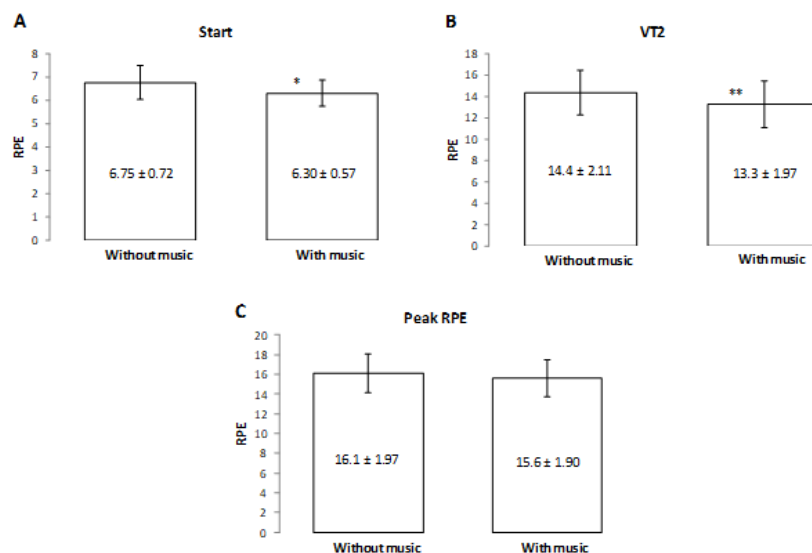 A
Start
8
7
6
5
4
3
2
1
0
RPE
*
6.75 ± 0.72
6.30 ± 0.57
Without music
With music
B
VT2
18
16
14
12
10
8
6
4
2
0
RPE
**
14.4 ± 2.11
13.3 ± 1.97
Without music
With music
C
Peak RPE
20
18
16
14
12
10
8
6
4
2
0
RPE
16.1 ± 1.97
15.6 ± 1.90
Without music
With music